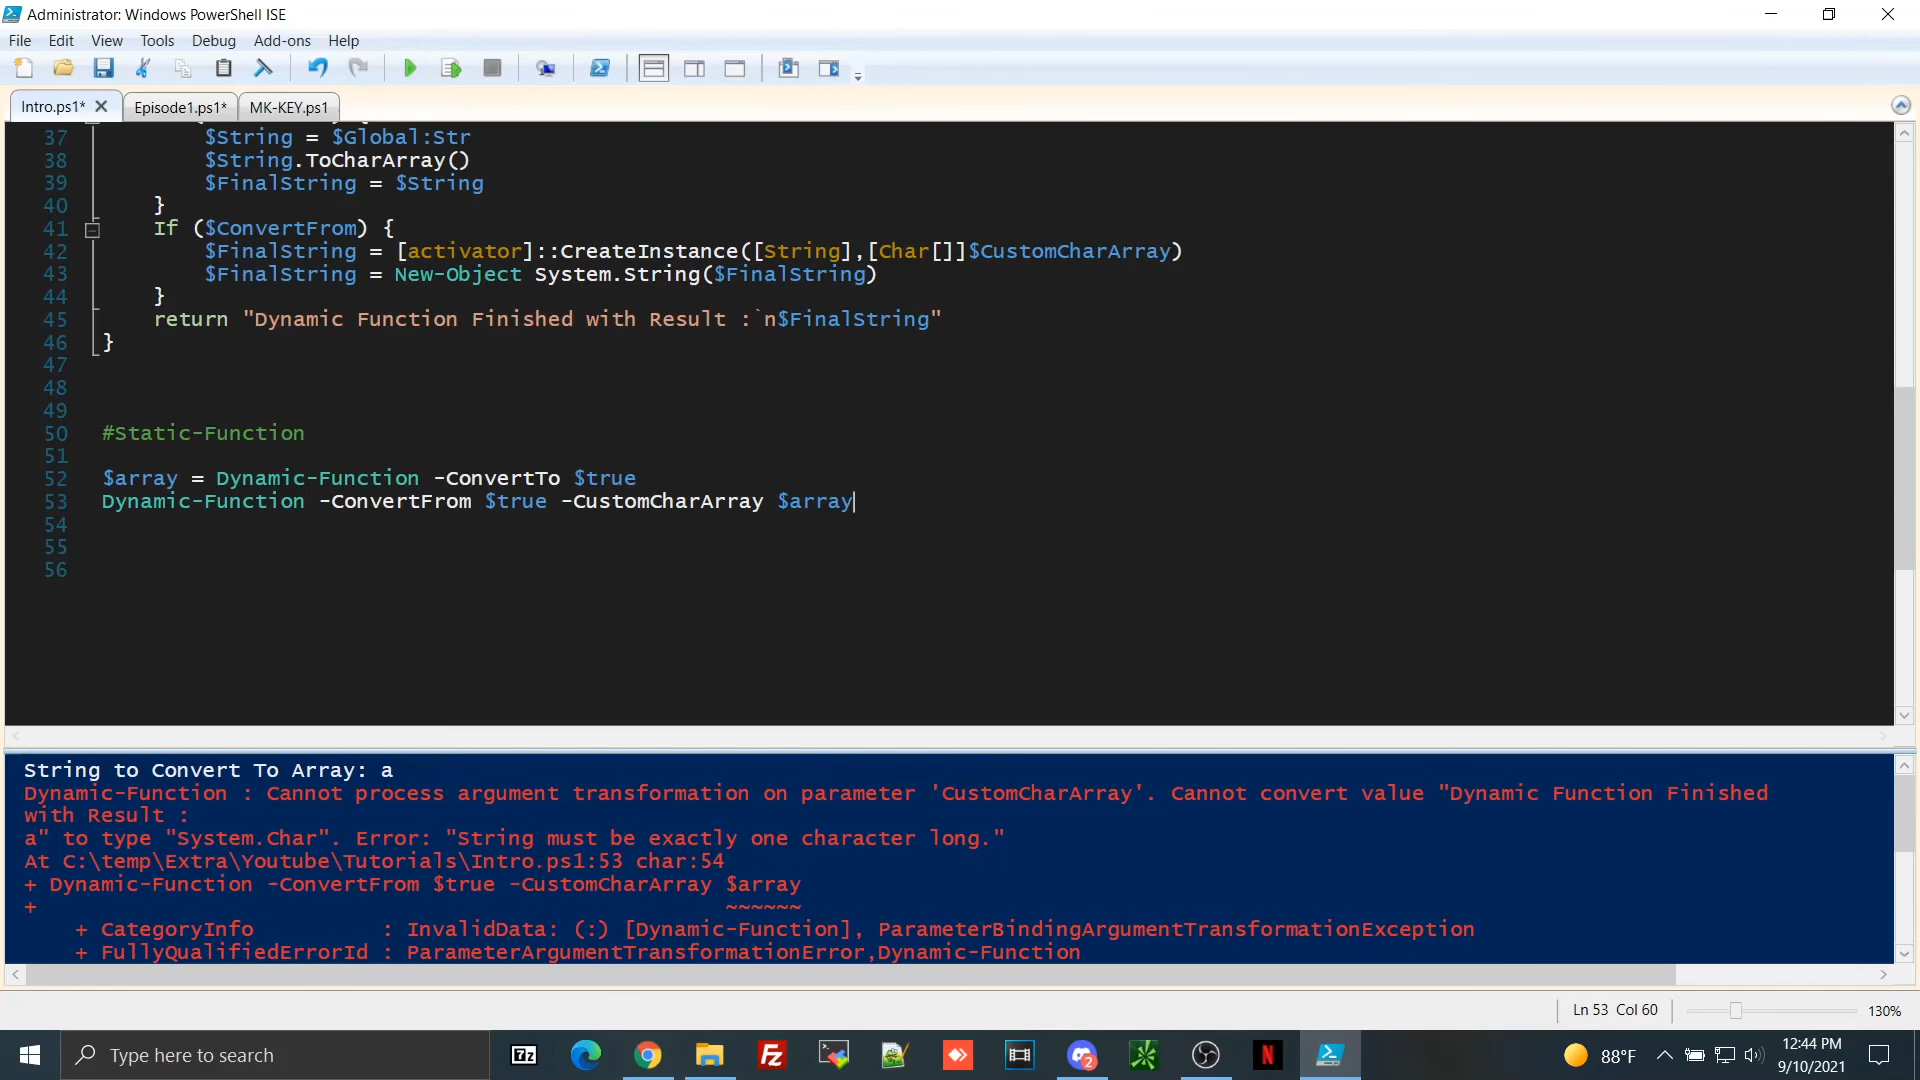 Administrator: Windows PowerShell ISE
File Edit View Tools Debug Add-ons Help
Intro.ps1* Episode1.ps1* MK-KEY.ps1
37 $String = $Global:Str
38 $String.ToCharArray()
39 $FinalString = $String
40 }
41 If ($ConvertFrom) {
42 $FinalString = [activator]::CreateInstance([String],[Char[]]$CustomCharArray)
43 $FinalString = New-Object System.String($FinalString)
44 }
45 return "Dynamic Function Finished with Result :`n$FinalString"
46 }
47
48
49
50 #Static-Function
51
52 $array = Dynamic-Function -ConvertTo $true
53 Dynamic-Function -ConvertFrom $true -CustomCharArray $array
54
55
56
String to Convert To Array: a
Dynamic-Function : Cannot process argument transformation on parameter 'CustomCharArray'. Cannot convert value "Dynamic Function Finished
with Result :
a" to type "System.Char". Error: "String must be exactly one character long."
At C:\temp\Extra\Youtube\Tutorials\Intro.ps1:53 char:54
+ Dynamic-Function -ConvertFrom $true -CustomCharArray $array
+ ~~~~~~
+ CategoryInfo : InvalidData: (:) [Dynamic-Function], ParameterBindingArgumentTransformationException
+ FullyQualifiedErrorId : ParameterArgumentTransformationError,Dynamic-Function
Ln 53 Col 60 130%
Type here to search
7z
Fz
2
N
88°F
12:44 PM
9/10/2021